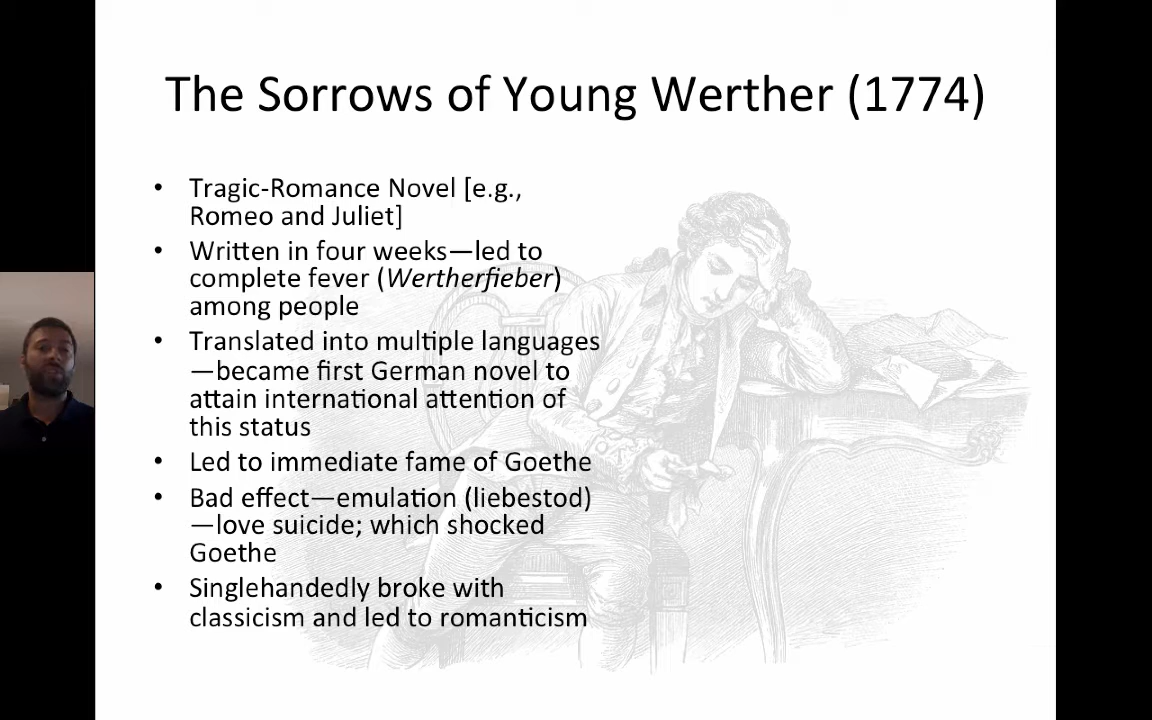 The Sorrows of Young Werther (1774)
• Tragic-Romance Novel [e.g.,
Romeo and Juliet]
• Written in four weeks—led to
complete fever (Wertherfieber)
among people
• Translated into multiple languages
—became first German novel to
attain international attention of
this status
• Led to immediate fame of Goethe
• Bad effect—emulation (liebestod)
—love suicide; which shocked
Goethe
• Singlehandedly broke with
classicism and led to romanticism